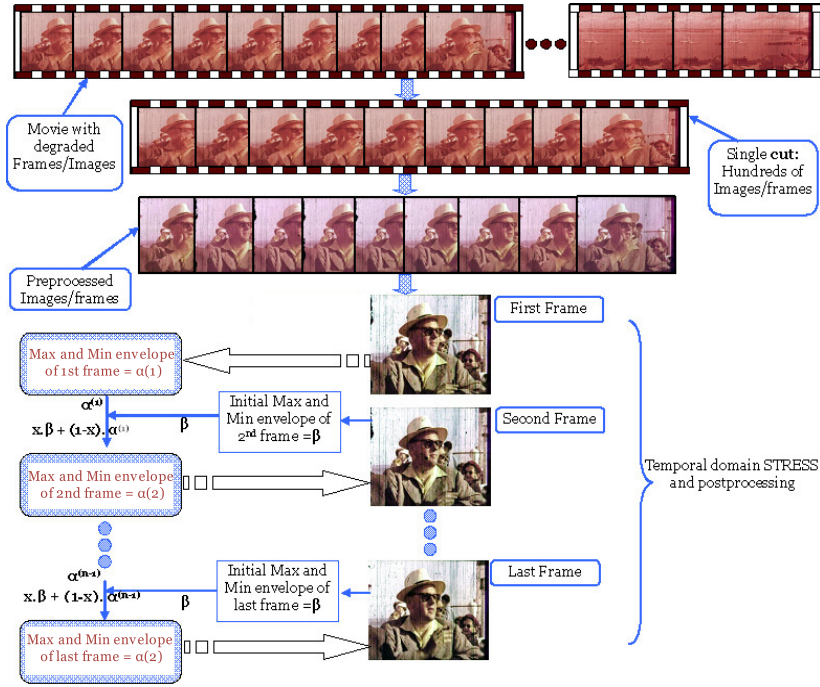 Movie with
degraded
Frames/Images
Single cut:
Hundreds of
Images/frames
Preprocessed
Images/frames
First Frame
Max and Min envelope
of 1st frame = α(1)
α(1)
x.β + (1-x). α(1)
β
Initial Max and
Min envelope of
2nd frame =β
Second Frame
Max and Min envelope
of 2nd frame = α(2)
Temporal domain STRESS
and postprocessing
α(n-1)
x.β + (1-x). α(n-1)
β
Initial Max and
Min envelope of
last frame =β
Last Frame
Max and Min envelope
of last frame = α(2)